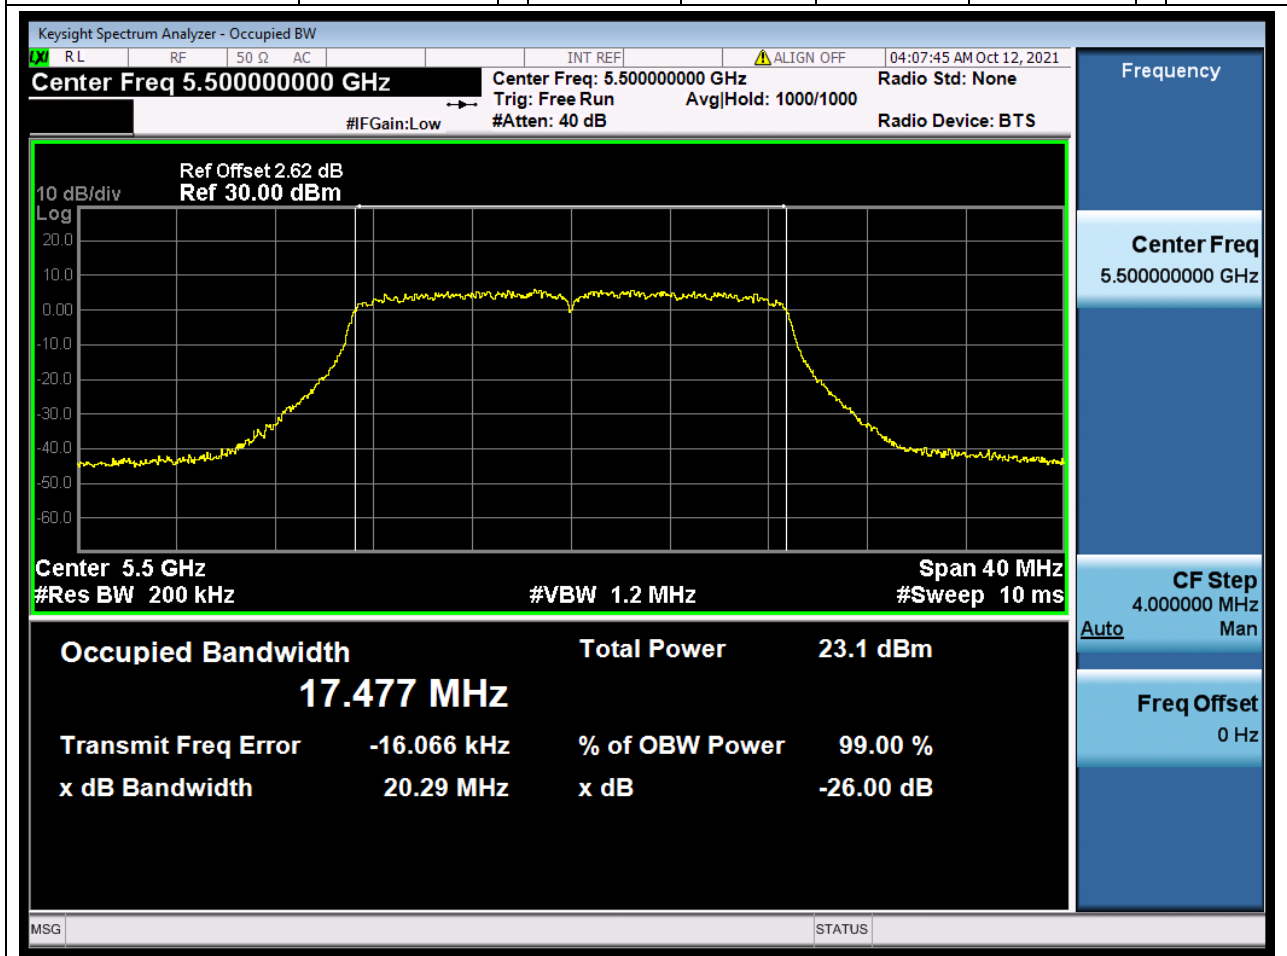 Keysight Spectrum Analyzer - Occupied BW
LXI RL RF 50 Ω AC INT REF ALIGN OFF 04:07:45 AM Oct 12, 2021
Center Freq 5.500000000 GHz
Center Freq: 5.500000000 GHz Radio Std: None
Trig: Free Run Avg|Hold: 1000/1000
#IFGain:Low #Atten: 40 dB Radio Device: BTS
Ref Offset 2.62 dB
10 dB/div Ref 30.00 dBm
Log
20.0
10.0
0.00
-10.0
-20.0
-30.0
-40.0
-50.0
-60.0
Center 5.5 GHz Span 40 MHz
#Res BW 200 kHz #VBW 1.2 MHz #Sweep 10 ms
Occupied Bandwidth Total Power 23.1 dBm
17.477 MHz
Transmit Freq Error -16.066 kHz % of OBW Power 99.00 %
x dB Bandwidth 20.29 MHz x dB -26.00 dB
Frequency
Center Freq
5.500000000 GHz
CF Step
4.000000 MHz
Auto Man
Freq Offset
0 Hz
MSG STATUS